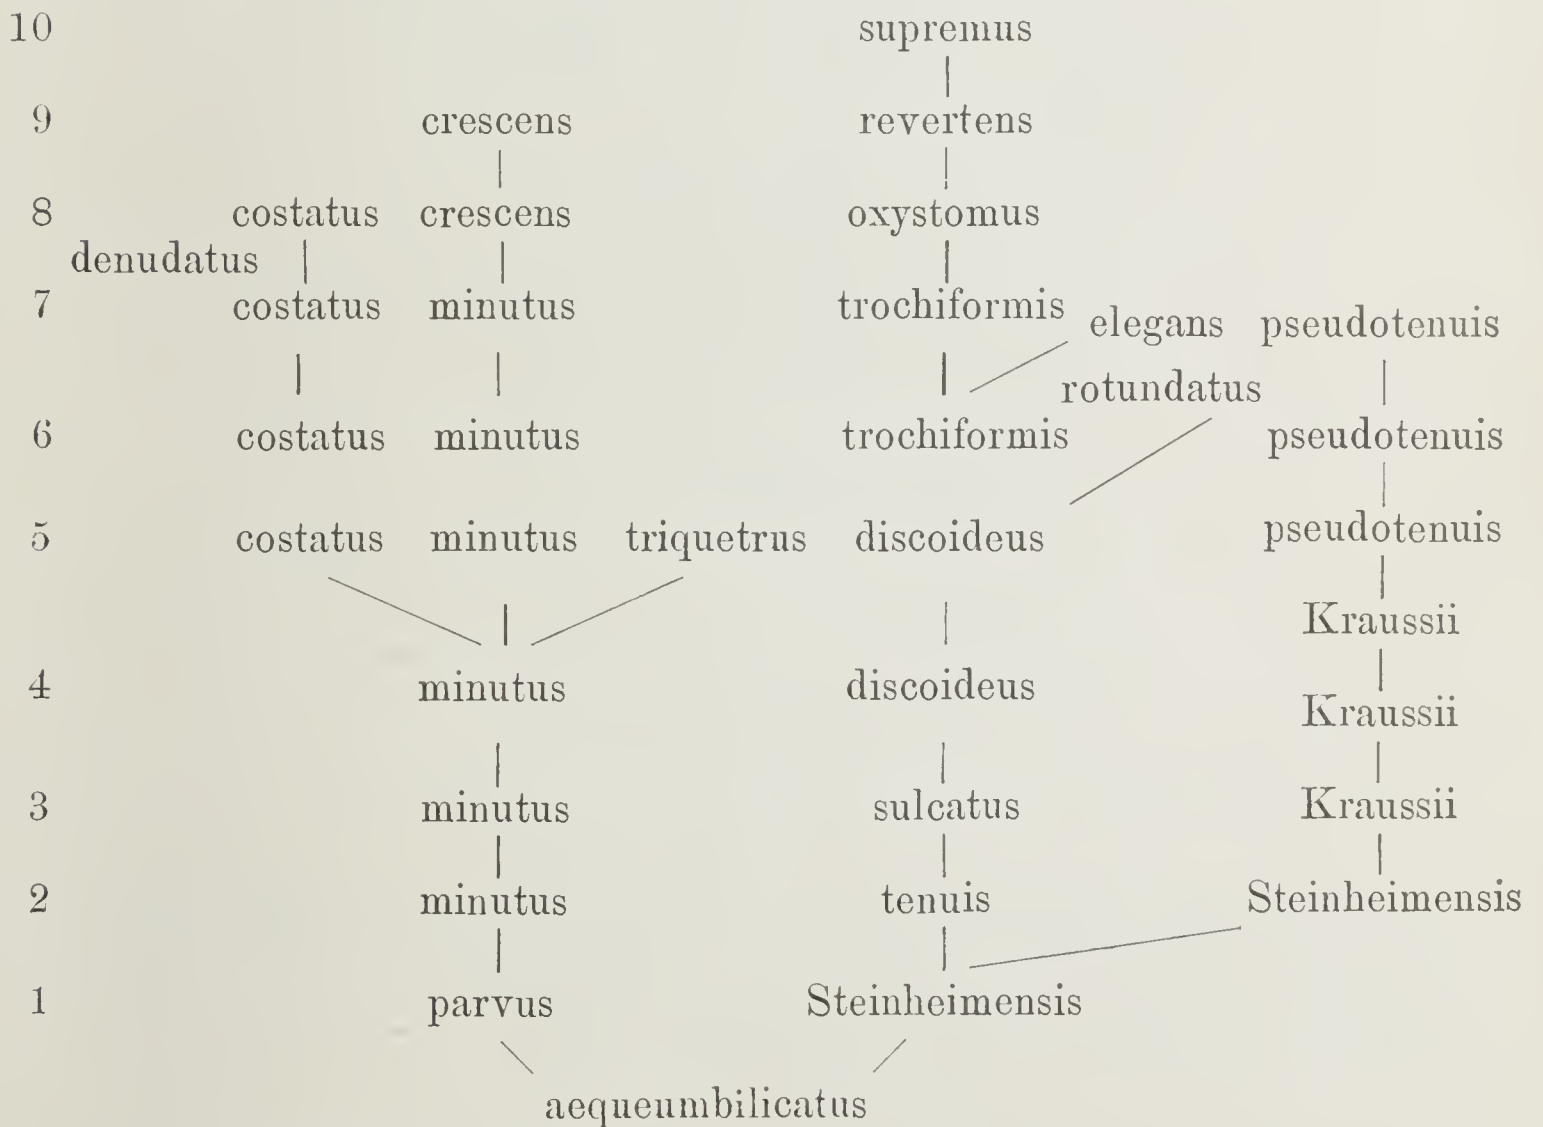 10 supremus
9 crescens revertens
8 costatus crescens oxystomus
denudatus
7 costatus minutus trochiformis
elegans pseudotenuis
rotundatus
6 costatus minutus trochiformis pseudotenuis
5 costatus minutus triquetrus discoideus pseudotenuis
Kraussii
4 minutus discoideus
Kraussii
3 minutus sulcatus Kraussii
2 minutus tenuis Steinheimensis
1 parvus Steinheimensis
aequeumbilicatus